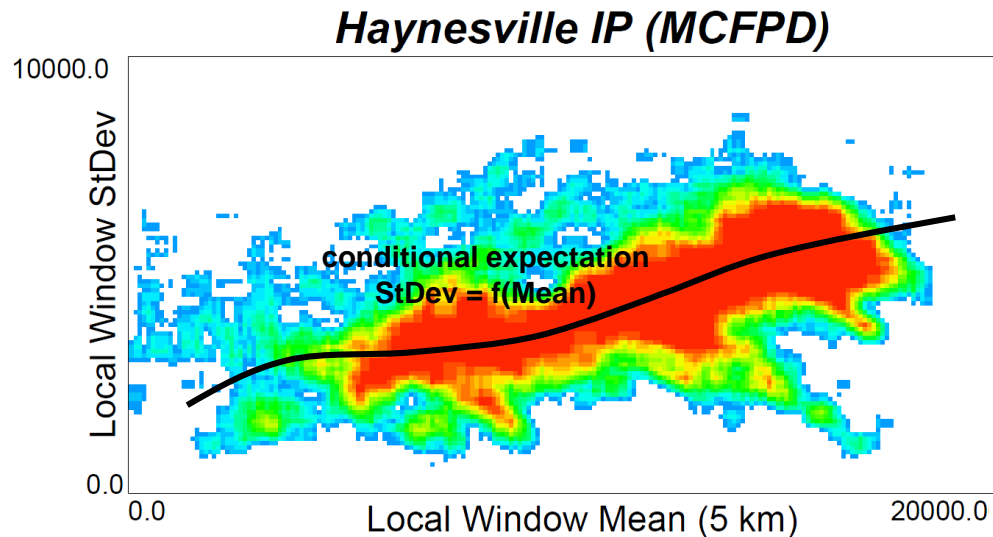 Haynesville IP (MCFPD)
10000.0
Local Window StDev
conditional expectation
StDev = f(Mean)
0.0
0.0
Local Window Mean (5 km)
20000.0